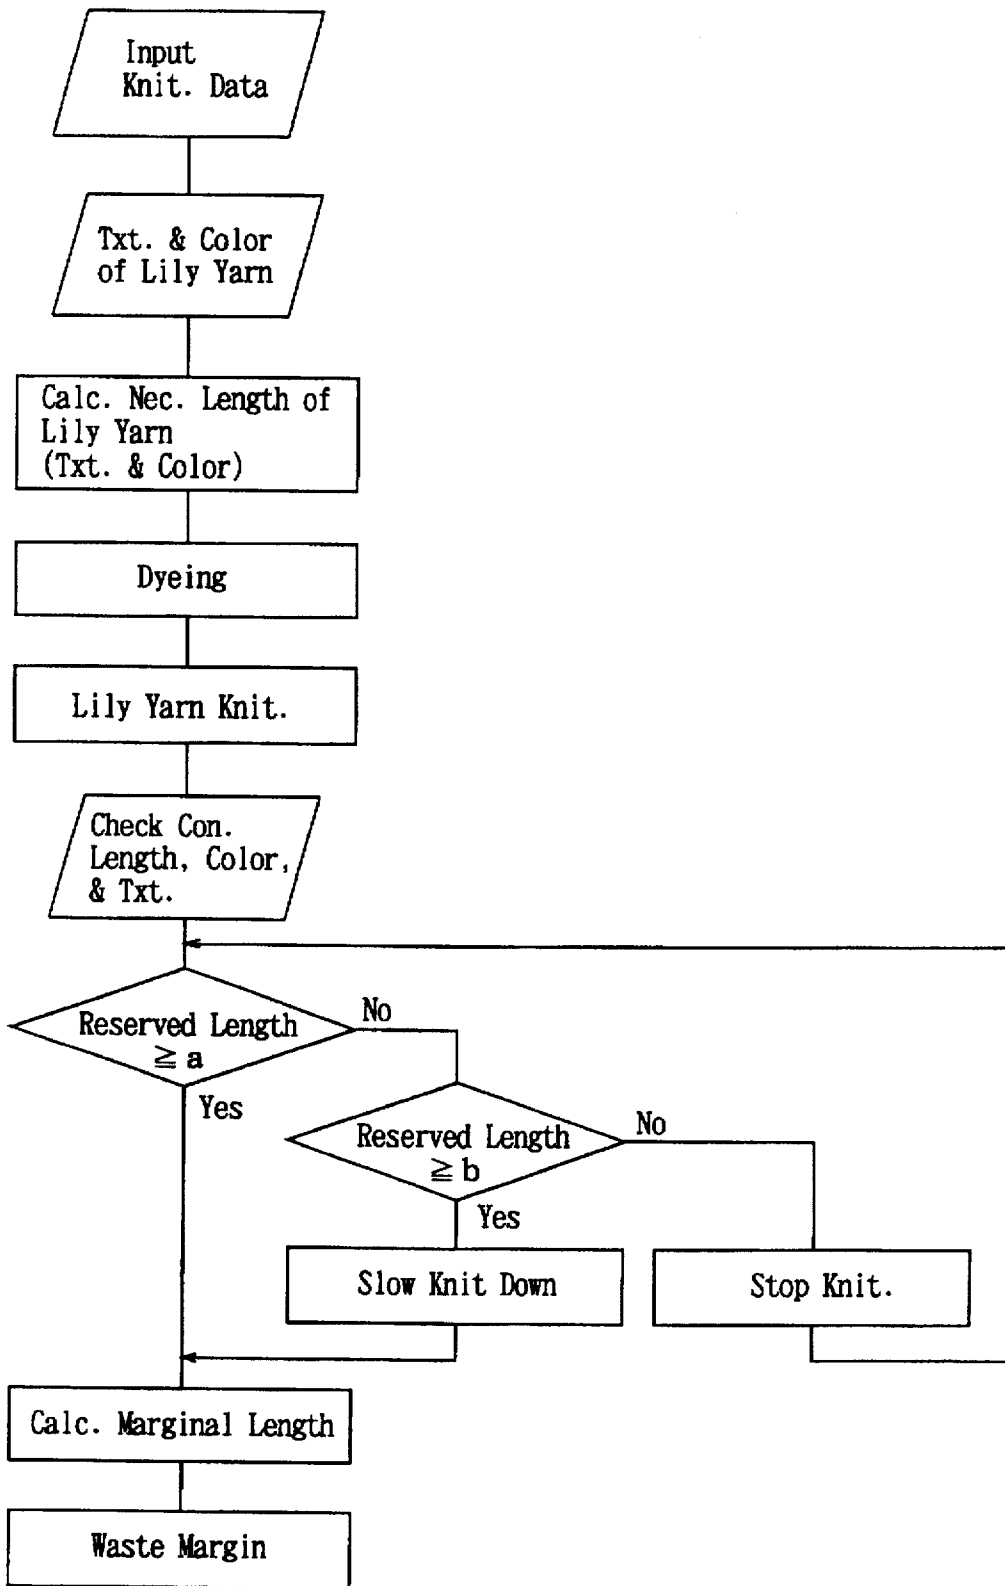 Input
Knit. Data
Txt. & Color
of Lily Yarn
Calc. Nec. Length of
Lily Yarn
(Txt. & Color)
Dyeing
Lily Yarn Knit.
Check Con.
Length, Color,
& Txt.
Reserved Length
≧ a
No
Yes
Reserved Length
≧ b
No
Yes
Slow Knit Down
Stop Knit.
Calc. Marginal Length
Waste Margin